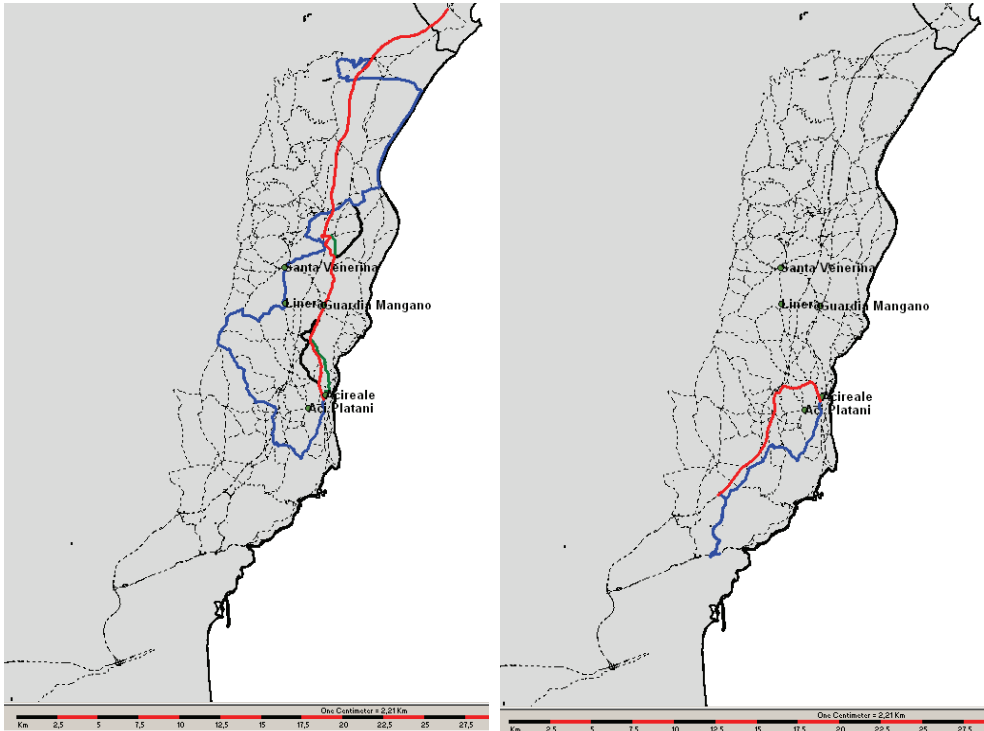 Santa Venerina
Linera
Guardia Mangano
Acireale
Aci Platani
One Centimeter = 2,21 Km
Km 2,5 5 7,5 10 12,5 15 17,5 20 22,5 25 27,5
Santa Venerina
Linera
Guardia Mangano
Acireale
Aci Platani
One Centimeter = 2,21 Km
Km 2,5 5 7,5 10 12,5 15 17,5 20 22,5 25 27,5